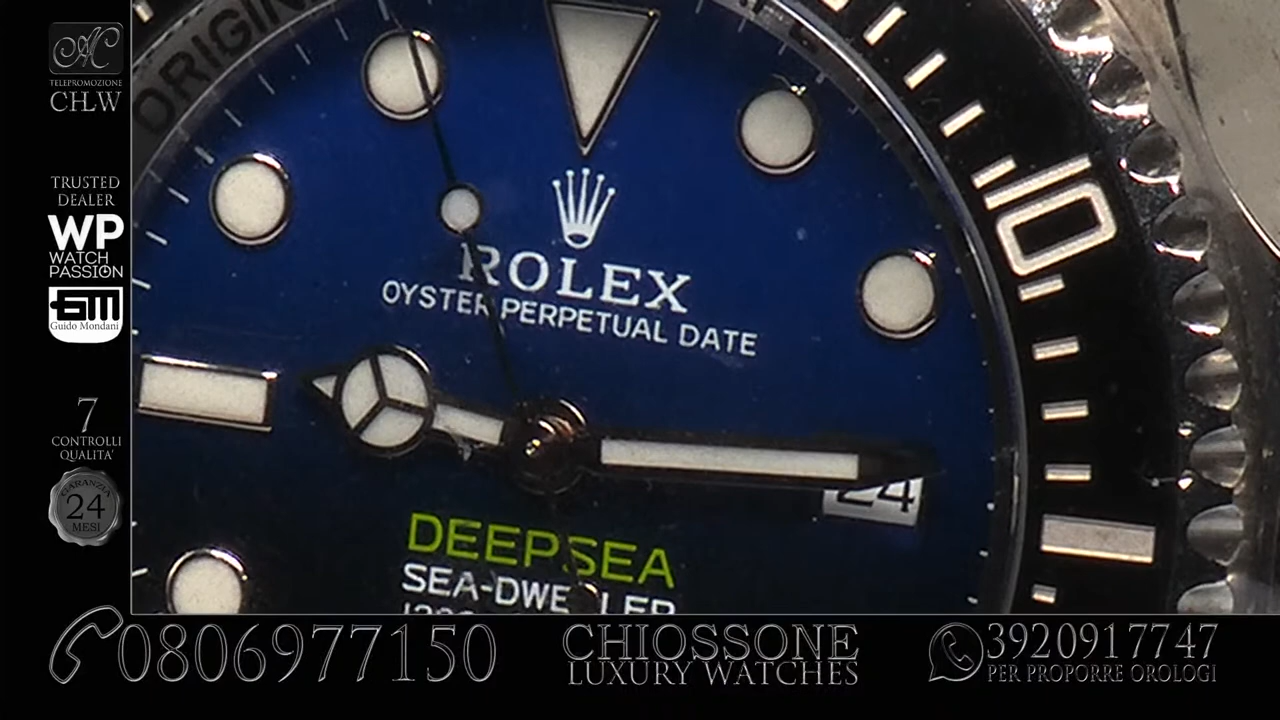 TELEPROMOZIONE
CHLW
TRUSTED
DEALER
WP
WATCH
PASSION
GM
Guido Mondani
7
CONTROLLI
QUALITA'
GARANZIA
24
MESI
ORIGIN
ROLEX
OYSTER PERPETUAL DATE
10
24
DEEPSEA
SEA-DWELLER
0806977150
CHIOSSONE
LUXURY WATCHES
3920917747
PER PROPORRE OROLOGI